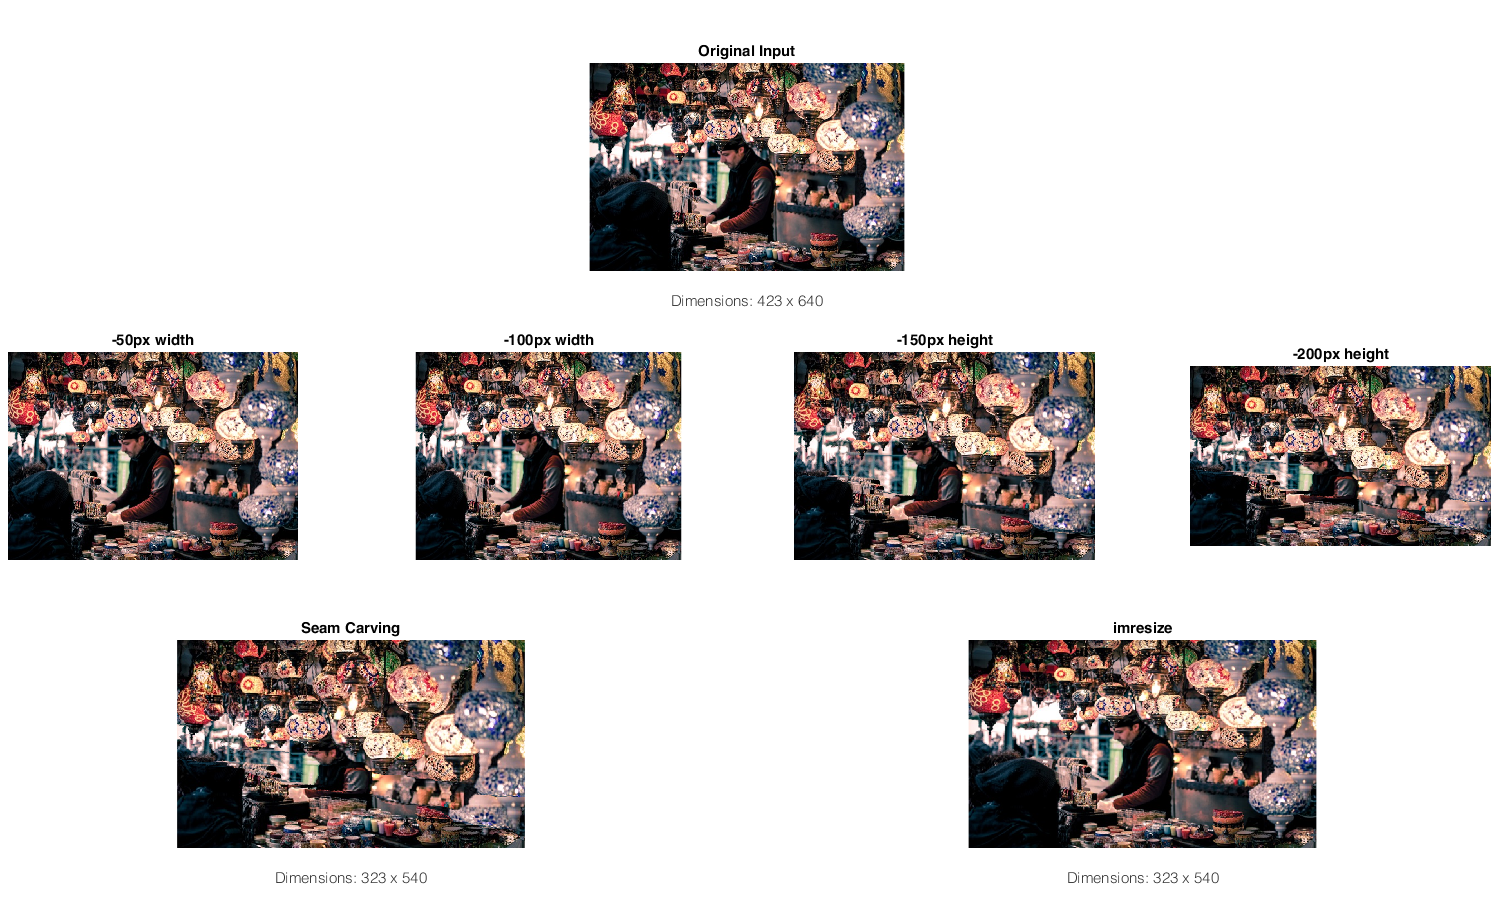 Original Input
Dimensions: 423 x 640
-50px width
-100px width
-150px height
-200px height
Seam Carving
imresize
Dimensions: 323 x 540
Dimensions: 323 x 540